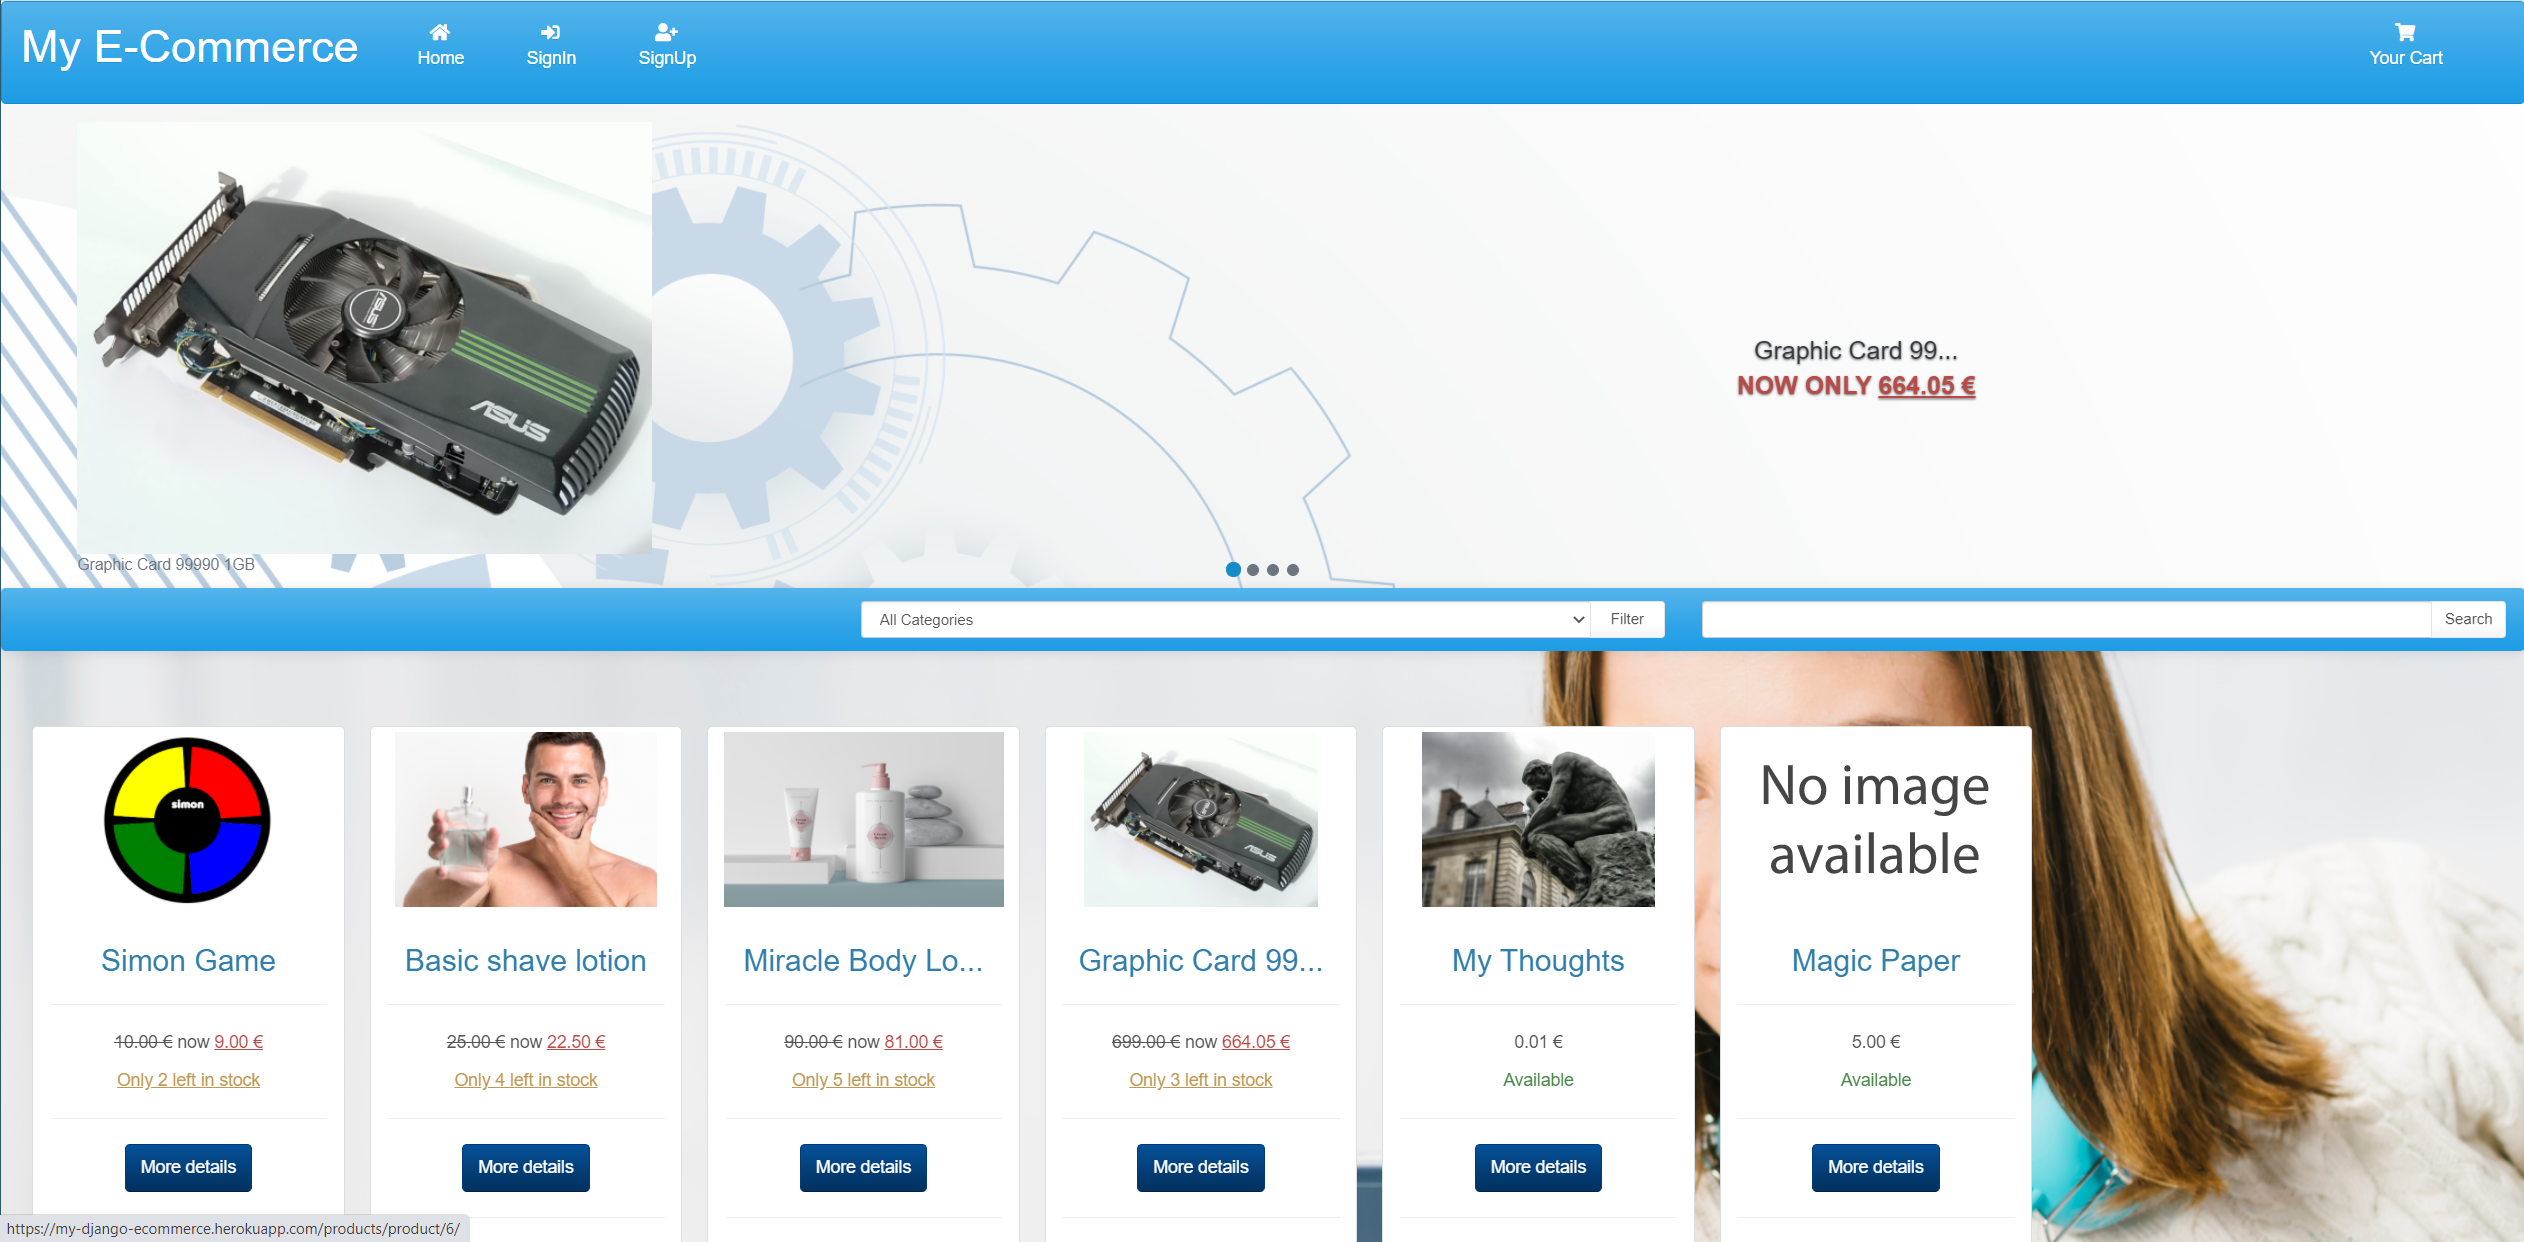 My E-Commerce
Home
SignIn
SignUp
Your Cart
ASUS
ASUS
Graphic Card 99...
NOW ONLY 664.05 €
Graphic Card 99990 1GB
All Categories
Filter
Search
simon
ASUS
No image
available
Simon Game
Basic shave lotion
Miracle Body Lo...
Graphic Card 99...
My Thoughts
Magic Paper
10.00 € now 9.00 €
25.00 € now 22.50 €
90.00 € now 81.00 €
699.00 € now 664.05 €
0.01 €
5.00 €
Only 2 left in stock
Only 4 left in stock
Only 5 left in stock
Only 3 left in stock
Available
Available
More details
More details
More details
More details
More details
More details
https://my-django-ecommerce.herokuapp.com/products/product/6/